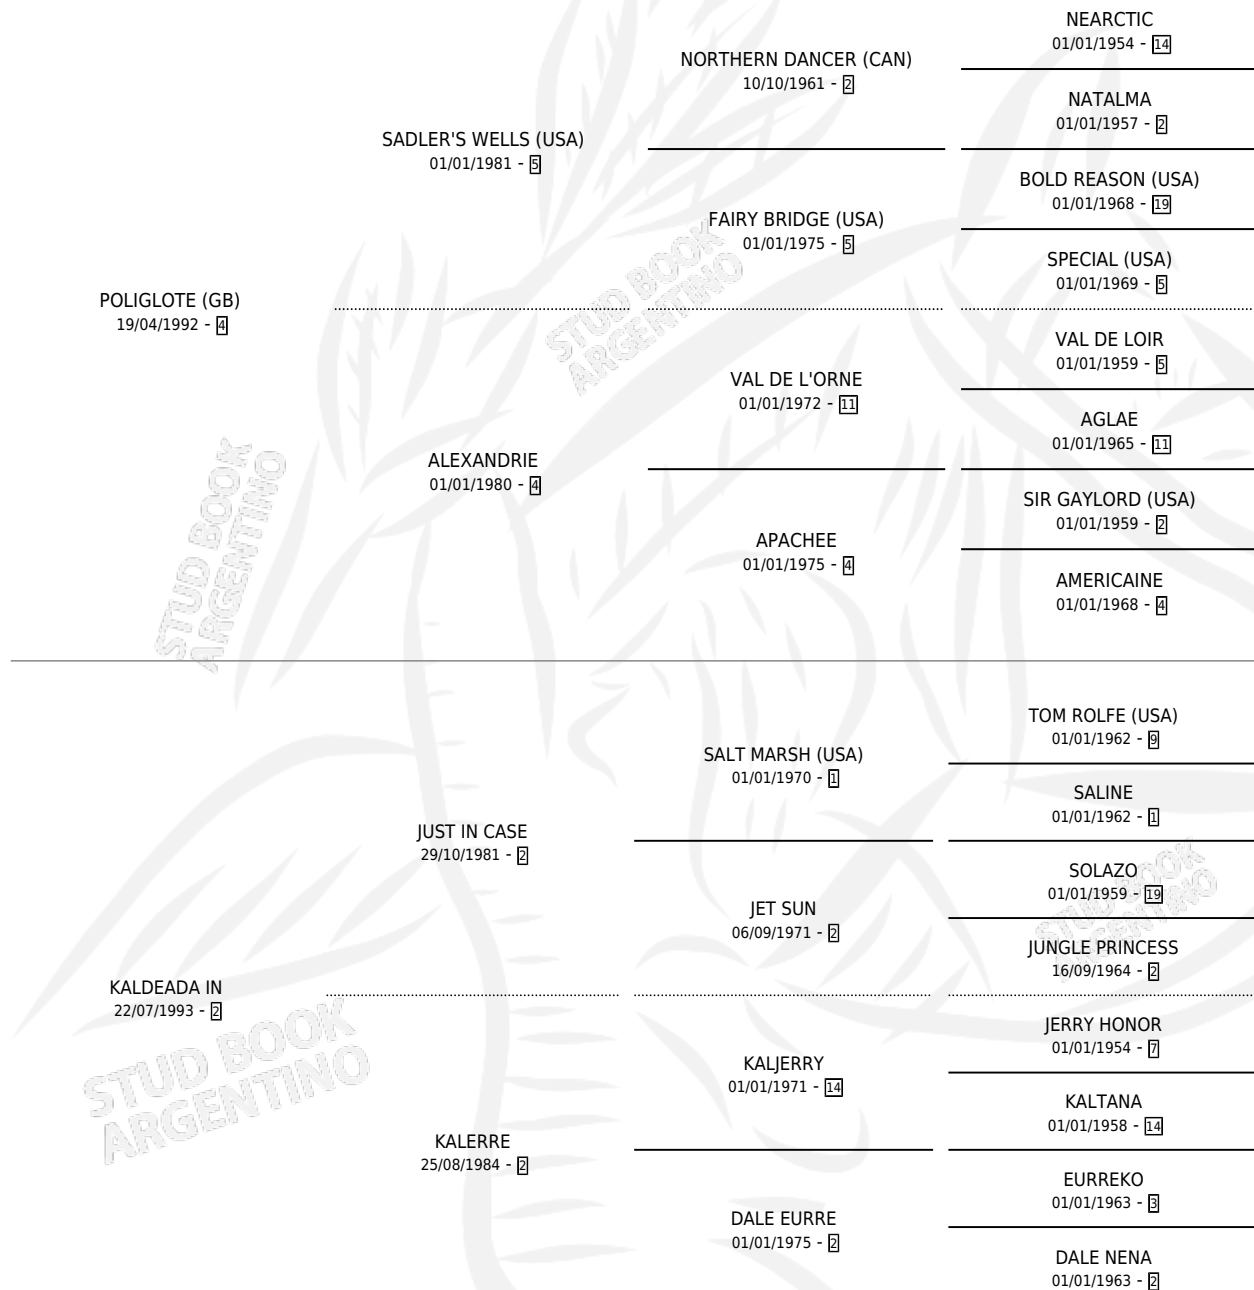 NEARCTIC
01/01/1954 - 14
NORTHERN DANCER (CAN)
10/10/1961 - 2
NATALMA
01/01/1957 - 2
SADLER'S WELLS (USA)
01/01/1981 - 5
BOLD REASON (USA)
01/01/1968 - 19
FAIRY BRIDGE (USA)
01/01/1975 - 5
SPECIAL (USA)
01/01/1969 - 5
STUD BOOK
ARGENTINO
POLIGLOTE (GB)
19/04/1992 - 4
VAL DE LOIR
01/01/1959 - 5
VAL DE L'ORNE
01/01/1972 - 11
AGLAE
01/01/1965 - 11
ALEXANDRIE
01/01/1980 - 4
SIR GAYLORD (USA)
01/01/1959 - 2
APACHEE
01/01/1975 - 4
AMERICAINE
01/01/1968 - 4
STUD BOOK
ARGENTINO
TOM ROLFE (USA)
01/01/1962 - 9
SALT MARSH (USA)
01/01/1970 - 1
SALINE
01/01/1962 - 1
JUST IN CASE
29/10/1981 - 2
SOLAZO
01/01/1959 - 19
JET SUN
06/09/1971 - 2
JUNGLE PRINCESS
16/09/1964 - 2
STUD BOOK
ARGENTINO
KALDEADA IN
22/07/1993 - 2
JERRY HONOR
01/01/1954 - 7
KALJERRY
01/01/1971 - 14
KALTANA
01/01/1958 - 14
STUD BOOK
ARGENTINO
KALERRE
25/08/1984 - 2
EURREKO
01/01/1963 - 3
DALE EURRE
01/01/1975 - 2
DALE NENA
01/01/1963 - 2